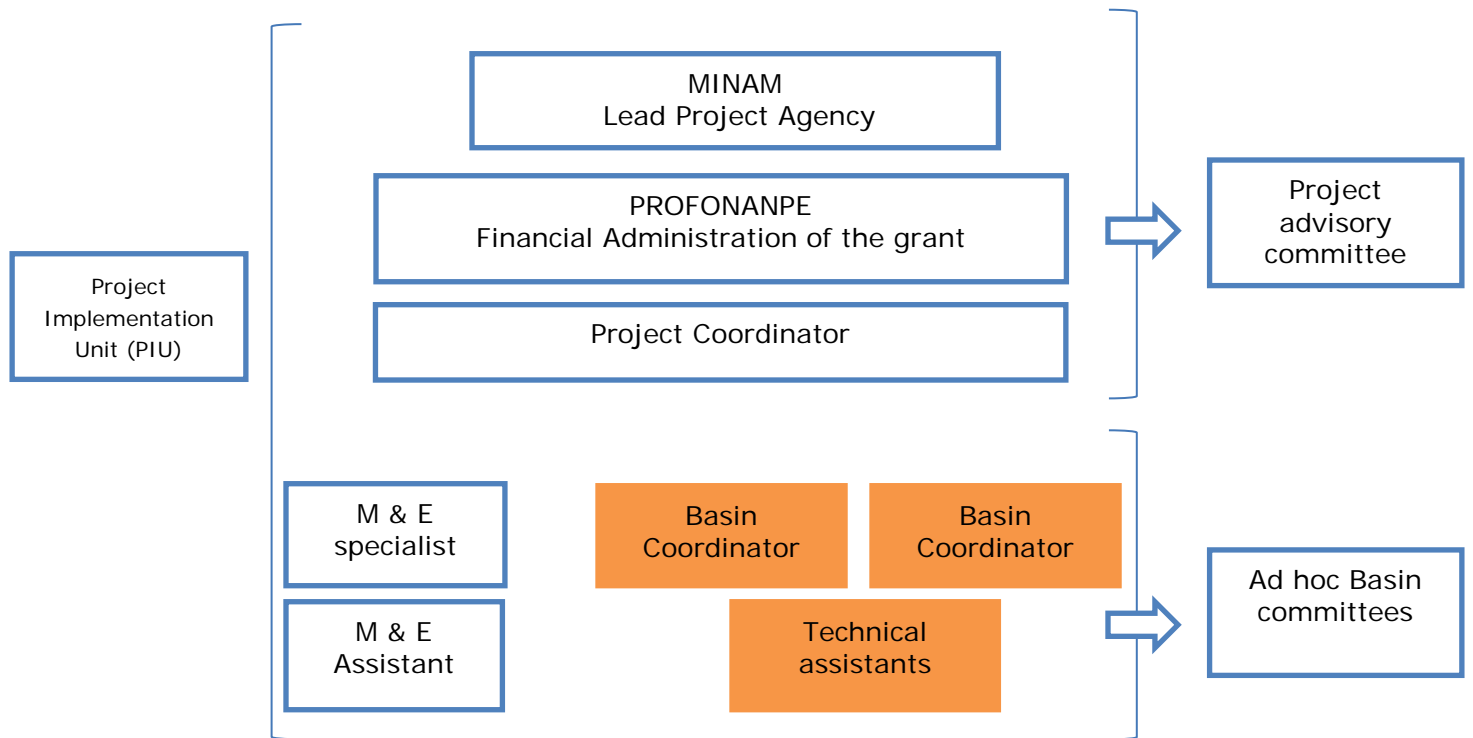 MINAM
Lead Project Agency
PROFONANPE
Financial Administration of the grant
Project Coordinator
Project
advisory
committee
Project
Implementation
Unit (PIU)
M & E
specialist
Basin
Coordinator
Basin
Coordinator
M & E
Assistant
Technical
assistants
Ad hoc Basin
committees